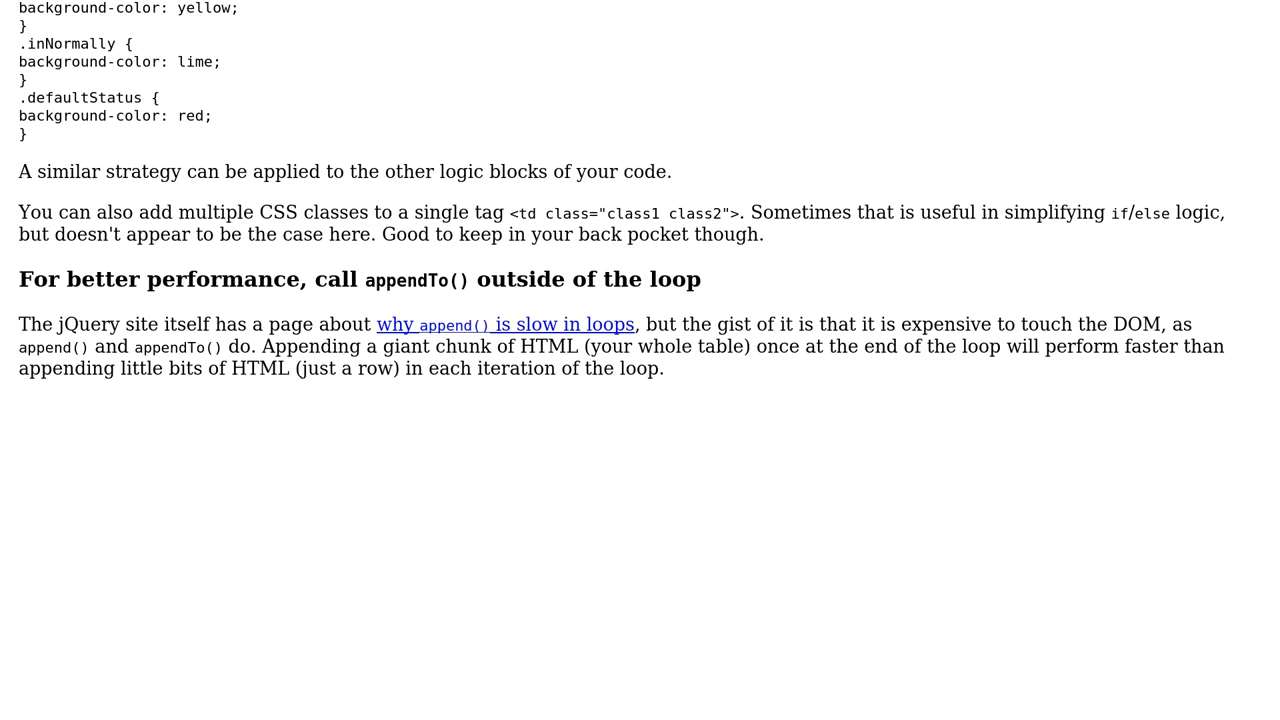 background-color: yellow;
}
.inNormally {
background-color: lime;
}
.defaultStatus {
background-color: red;
}
A similar strategy can be applied to the other logic blocks of your code.
You can also add multiple CSS classes to a single tag <td class="class1 class2">. Sometimes that is useful in simplifying if/else logic,
but doesn't appear to be the case here. Good to keep in your back pocket though.
For better performance, call appendTo() outside of the loop
The jQuery site itself has a page about why append() is slow in loops, but the gist of it is that it is expensive to touch the DOM, as
append() and appendTo() do. Appending a giant chunk of HTML (your whole table) once at the end of the loop will perform faster than
appending little bits of HTML (just a row) in each iteration of the loop.